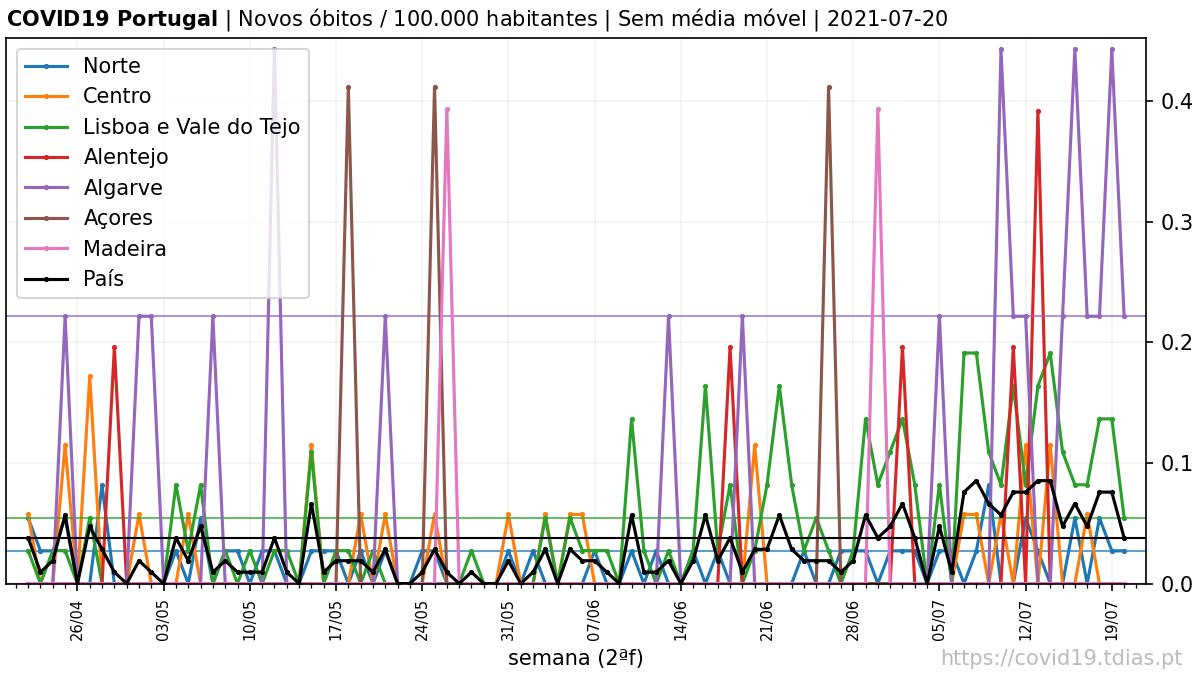 COVID19 Portugal | Novos óbitos / 100.000 habitantes | Sem média móvel | 2021-07-20
Norte
Centro
Lisboa e Vale do Tejo
Alentejo
Algarve
Açores
Madeira
País
0.4
0.3
0.2
0.1
0.0
26/04
03/05
10/05
17/05
24/05
31/05
07/06
14/06
21/06
28/06
05/07
12/07
19/07
semana (2ªf)
https://covid19.tdias.pt